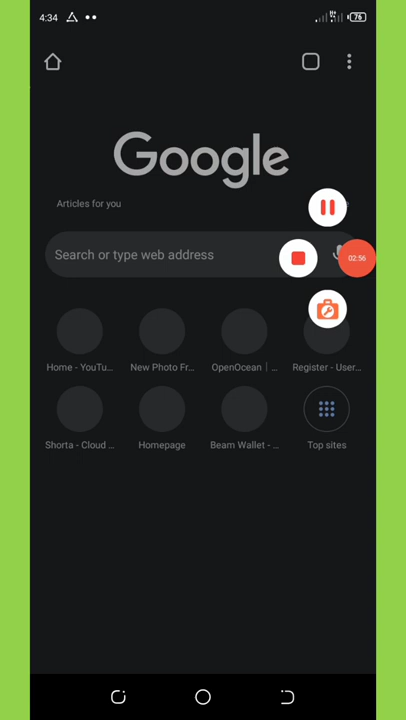 4:34
76
Google
Articles for you
Search or type web address
02:56
Home - YouTu...
New Photo Fr...
OpenOcean | ...
Register - User...
Shorta - Cloud ...
Homepage
Beam Wallet - ...
Top sites